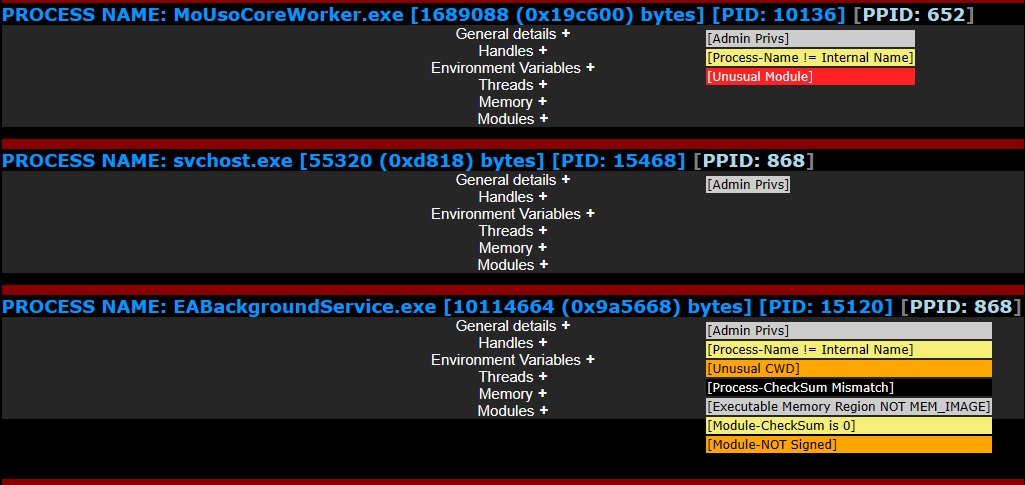 PROCESS NAME: MoUsoCoreWorker.exe [1689088 (0x19c600) bytes] [PID: 10136] [PPID: 652]
General details +
Handles +
Environment Variables +
Threads +
Memory +
Modules +
[Admin Privs]
[Process-Name != Internal Name]
[Unusual Module]
PROCESS NAME: svchost.exe [55320 (0xd818) bytes] [PID: 15468] [PPID: 868]
General details +
Handles +
Environment Variables +
Threads +
Memory +
Modules +
[Admin Privs]
PROCESS NAME: EABackgroundService.exe [10114664 (0x9a5668) bytes] [PID: 15120] [PPID: 868]
General details +
Handles +
Environment Variables +
Threads +
Memory +
Modules +
[Admin Privs]
[Process-Name != Internal Name]
[Unusual CWD]
[Process-CheckSum Mismatch]
[Executable Memory Region NOT MEM_IMAGE]
[Module-CheckSum is 0]
[Module-NOT Signed]